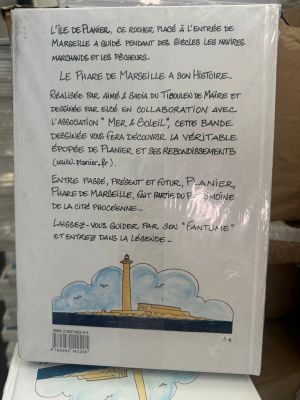 L'ÎLE DE PLANIER, CE ROCHER PLACÉ À L'ENTRÉE DE
MARSEILLE A GUIDÉ PENDANT DES SIÈCLES LES NAVIRES
MARCHANDS ET LES PÊCHEURS.
LE PHARE DE MARSEILLE A SON HISTOIRE.
RÉALISÉE PAR AIMÉ & SADIA DU TIBOULEN DE MAÏRE ET
DESSINÉE PAR ELSÉ EN COLLABORATION AVEC
L'ASSOCIATION " MER & SOLEIL", CETTE BANDE
DESSINÉE VOUS FERA DÉCOUVRIR LA VÉRITABLE
ÉPOPÉE DE PLANIER ET SES REBONDISSEMENTS
(www.planier.fr).
ENTRE PASSÉ, PRÉSENT ET FUTUR, PLANIER,
PHARE DE MARSEILLE, FAIT PARTIE DU PATRIMOINE
DE LA CITÉ PHOCÉENNE...
LAISSEZ-VOUS GUIDER PAR SON "FANTÔME"
ET ENTREZ DANS LA LÉGENDE...